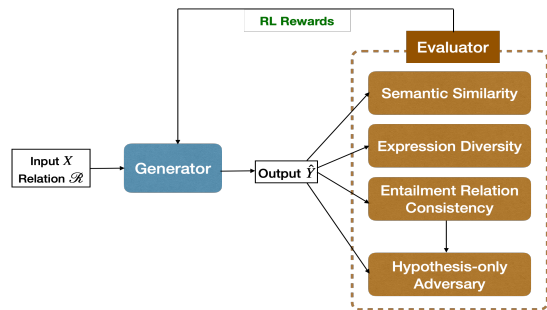 RL Rewards
Evaluator
Semantic Similarity
Expression Diversity
Input X
Relation ℛ
Generator
Output Ŷ
Entailment Relation
Consistency
Hypothesis-only
Adversary